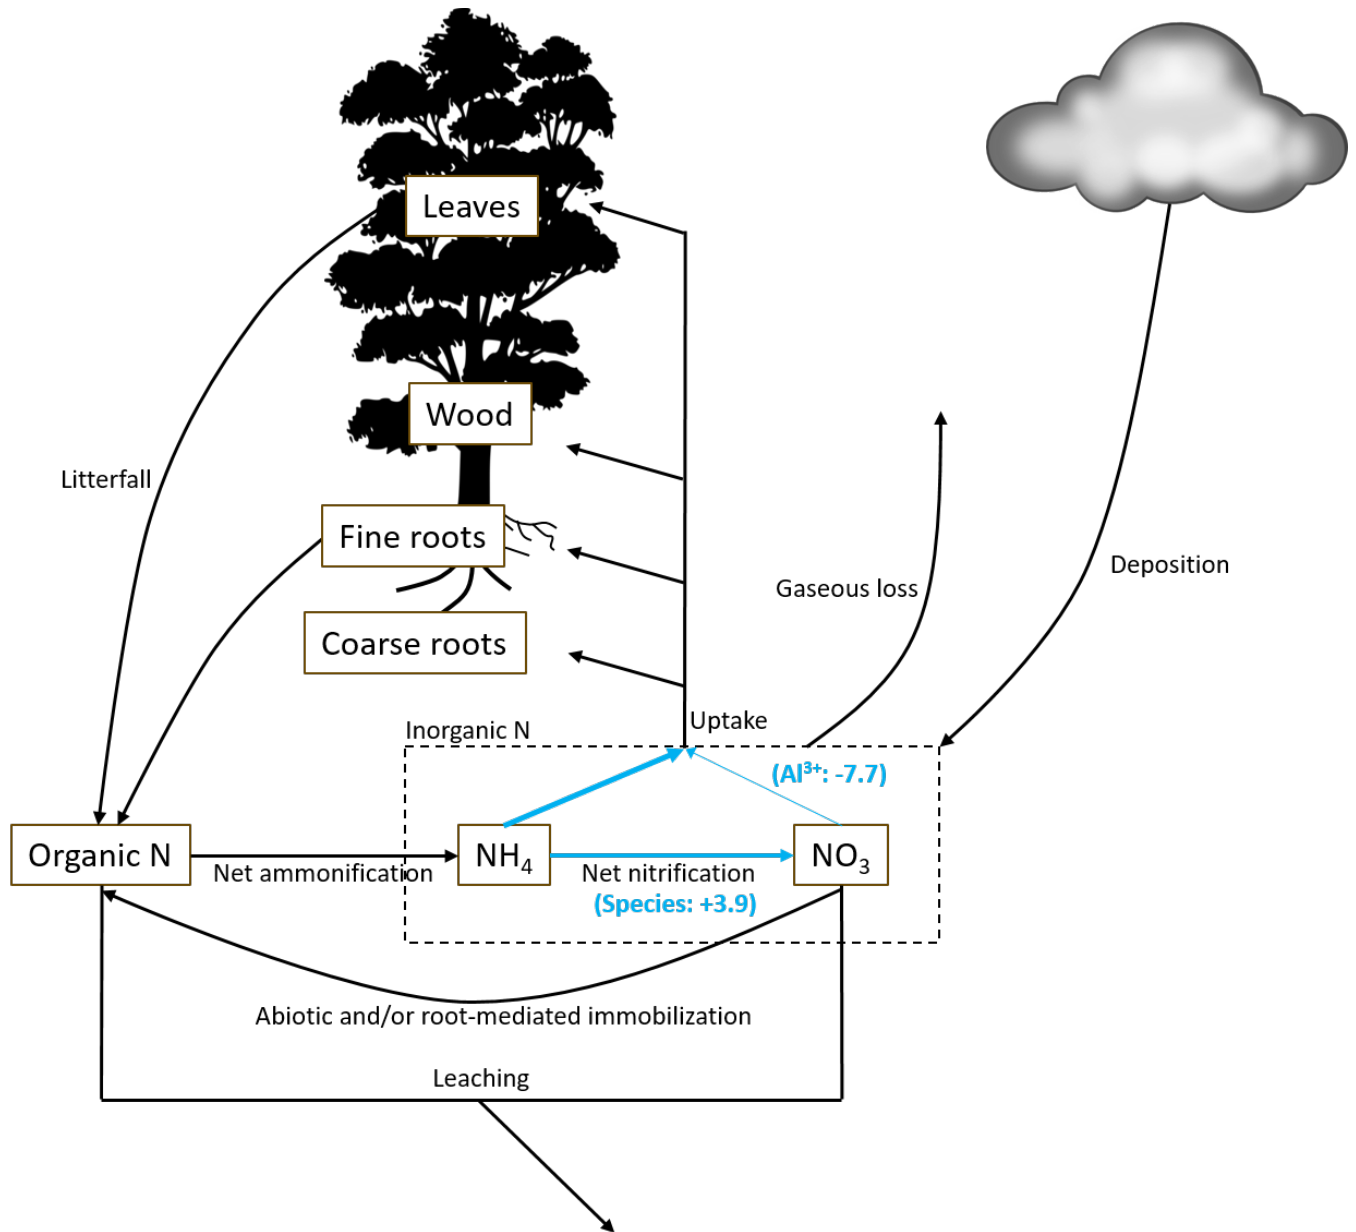 Leaves
Wood
Litterfall
Fine roots
Deposition
Gaseous loss
Coarse roots
Uptake
Inorganic N
(Al³⁺: -7.7)
Organic N
NH₄
NO₃
Net ammonification
Net nitrification
(Species: +3.9)
Abiotic and/or root-mediated immobilization
Leaching